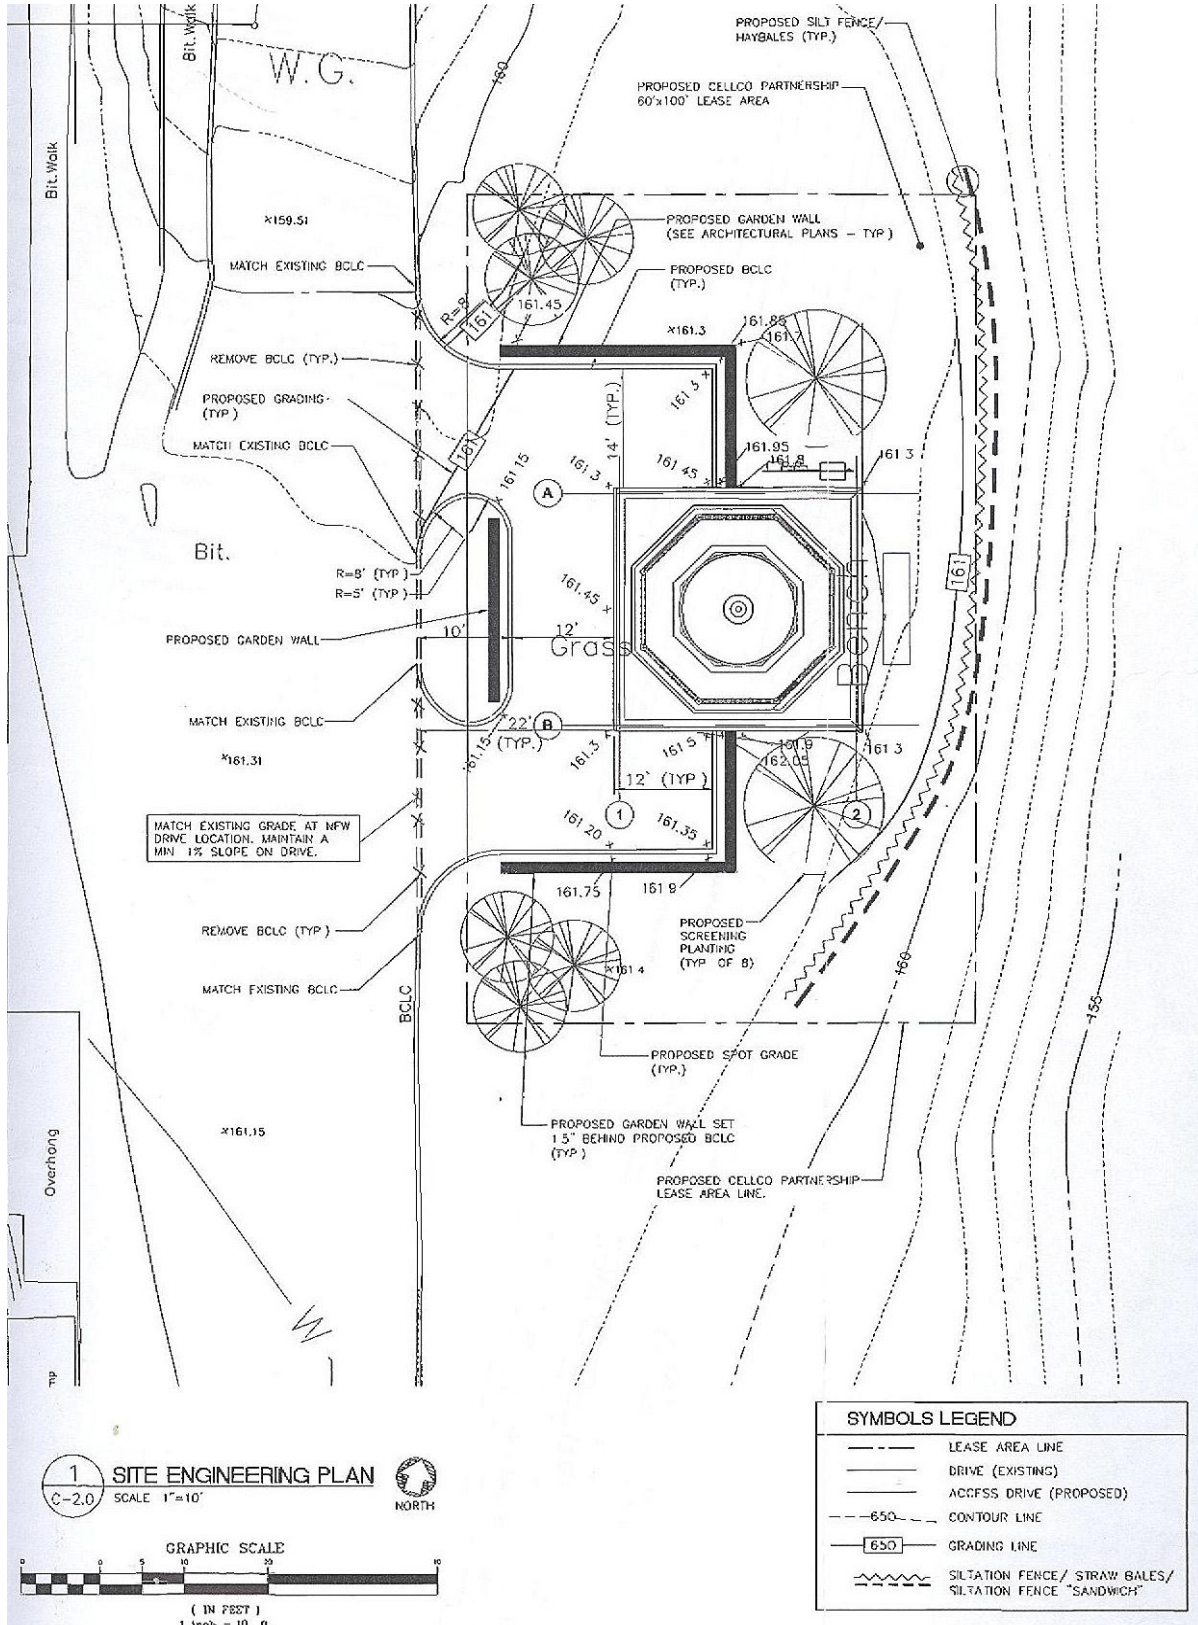 PROPOSED SILT FENCE/
HAYBALES (TYP.)
PROPOSED CELLCO PARTNERSHIP
60'x100' LEASE AREA
Bit.Walk
W.G.
160
Bit.Walk
×159.51
PROPOSED GARDEN WALL
(SEE ARCHITECTURAL PLANS - TYP)
MATCH EXISTING BCLC
PROPOSED BCLC
(TYP.)
R=8'
161
161.45
×161.3
161.85
161.7
REMOVE BCLC (TYP.)
PROPOSED GRADING
(TYP)
MATCH EXISTING BCLC
161
161.15
14' (TYP.)
161.3
161.3
161.45
161.95
161.8
161 3
A
Bit.
R=8' (TYP)
R=5' (TYP)
161.45
161
PROPOSED GARDEN WALL
10'
12'
Grass
MATCH EXISTING BCLC
22'
(TYP.)
B
161.15
161.3
161 5
161.9
162.05
161 3
×161.31
12' (TYP)
1
2
MATCH EXISTING GRADE AT NEW
DRIVE LOCATION. MAINTAIN A
MIN 1% SLOPE ON DRIVE.
161 20
161.35
161.75
161 9
REMOVE BCLC (TYP)
PROPOSED
SCREENING
PLANTING
(TYP OF 8)
160
×161 4
MATCH EXISTING BCLC
BCLC
155
PROPOSED SPOT GRADE
(TYP.)
PROPOSED GARDEN WALL SET
1 5" BEHIND PROPOSED BCLC
(TYP)
×161.15
Overhang
PROPOSED CELLCO PARTNERSHIP
LEASE AREA LINE.
W
mp
1
C-2.0
SITE ENGINEERING PLAN
SCALE 1"=10'
NORTH
GRAPHIC SCALE
0 5 10 20
( IN FEET )
SYMBOLS LEGEND
LEASE AREA LINE
DRIVE (EXISTING)
ACCESS DRIVE (PROPOSED)
650 CONTOUR LINE
650 GRADING LINE
SILTATION FENCE/ STRAW BALES/
SILTATION FENCE "SANDWICH"